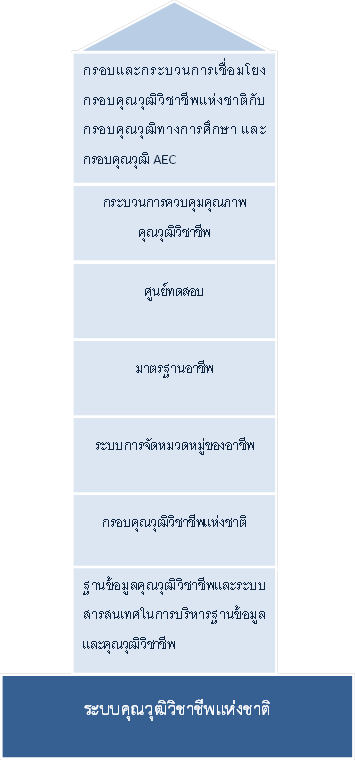 กรอบและกระบวนการเชื่อมโยง
กรอบคุณวุฒิวิชาชีพแห่งชาติกับ
กรอบคุณวุฒิทางการศึกษา และ
กรอบคุณวุฒิ AEC
กระบวนการควบคุมคุณภาพ
คุณวุฒิวิชาชีพ
ศูนย์ทดสอบ
มาตรฐานอาชีพ
ระบบการจัดหมวดหมู่ของอาชีพ
กรอบคุณวุฒิวิชาชีพแห่งชาติ
ฐานข้อมูลคุณวุฒิวิชาชีพและระบบ
สารสนเทศในการบริหารฐานข้อมูล
และคุณวุฒิวิชาชีพ
ระบบคุณวุฒิวิชาชีพแห่งชาติ